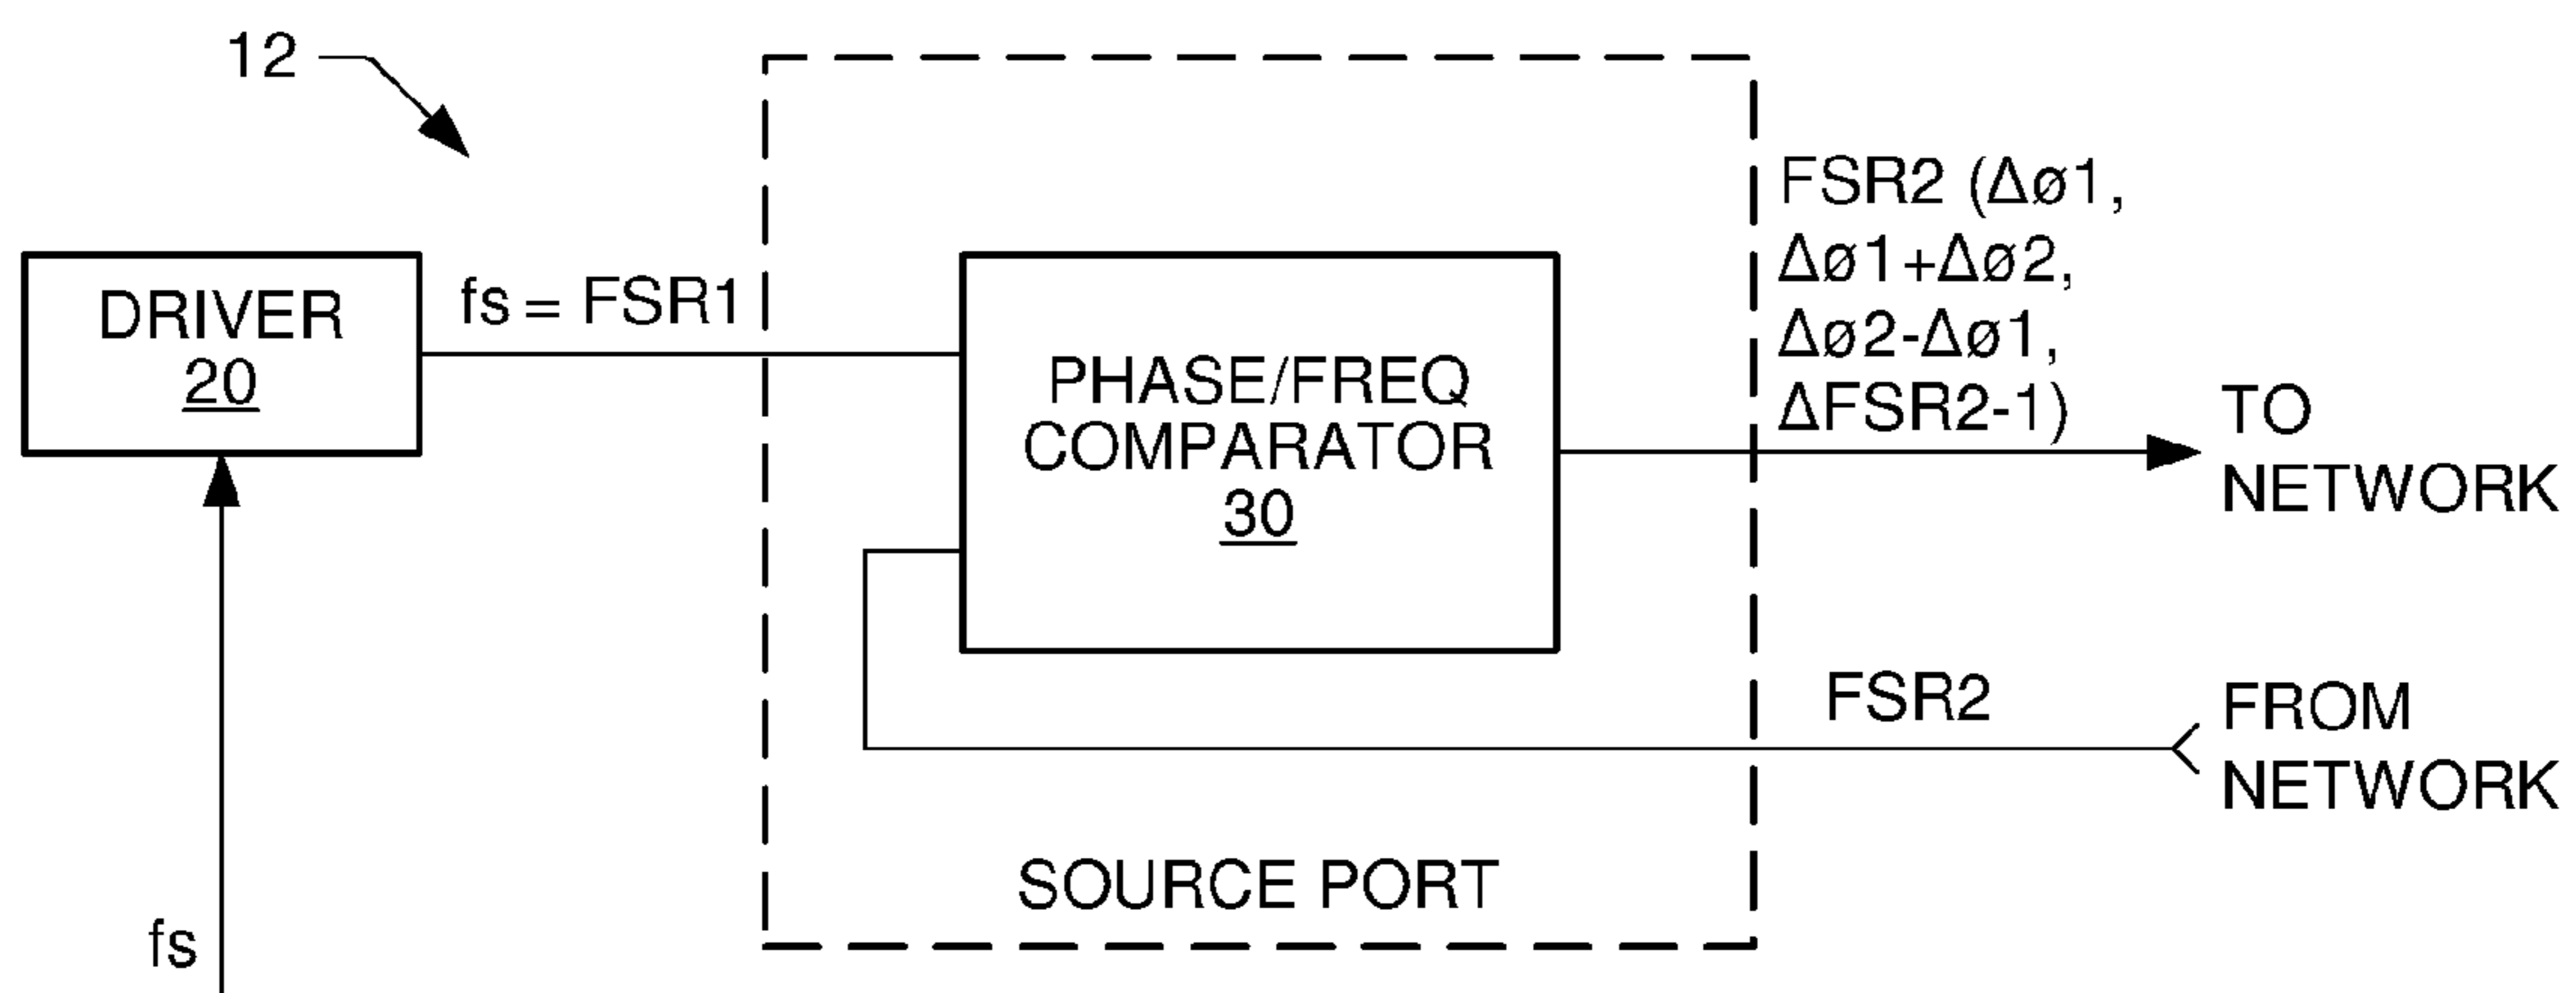 12
DRIVER
20
fs = FSR1
PHASE/FREQ
COMPARATOR
30
FSR2 (Δø1,
Δø1+Δø2,
Δø2-Δø1,
ΔFSR2-1)
TO
NETWORK
FSR2
FROM
NETWORK
SOURCE PORT
fs